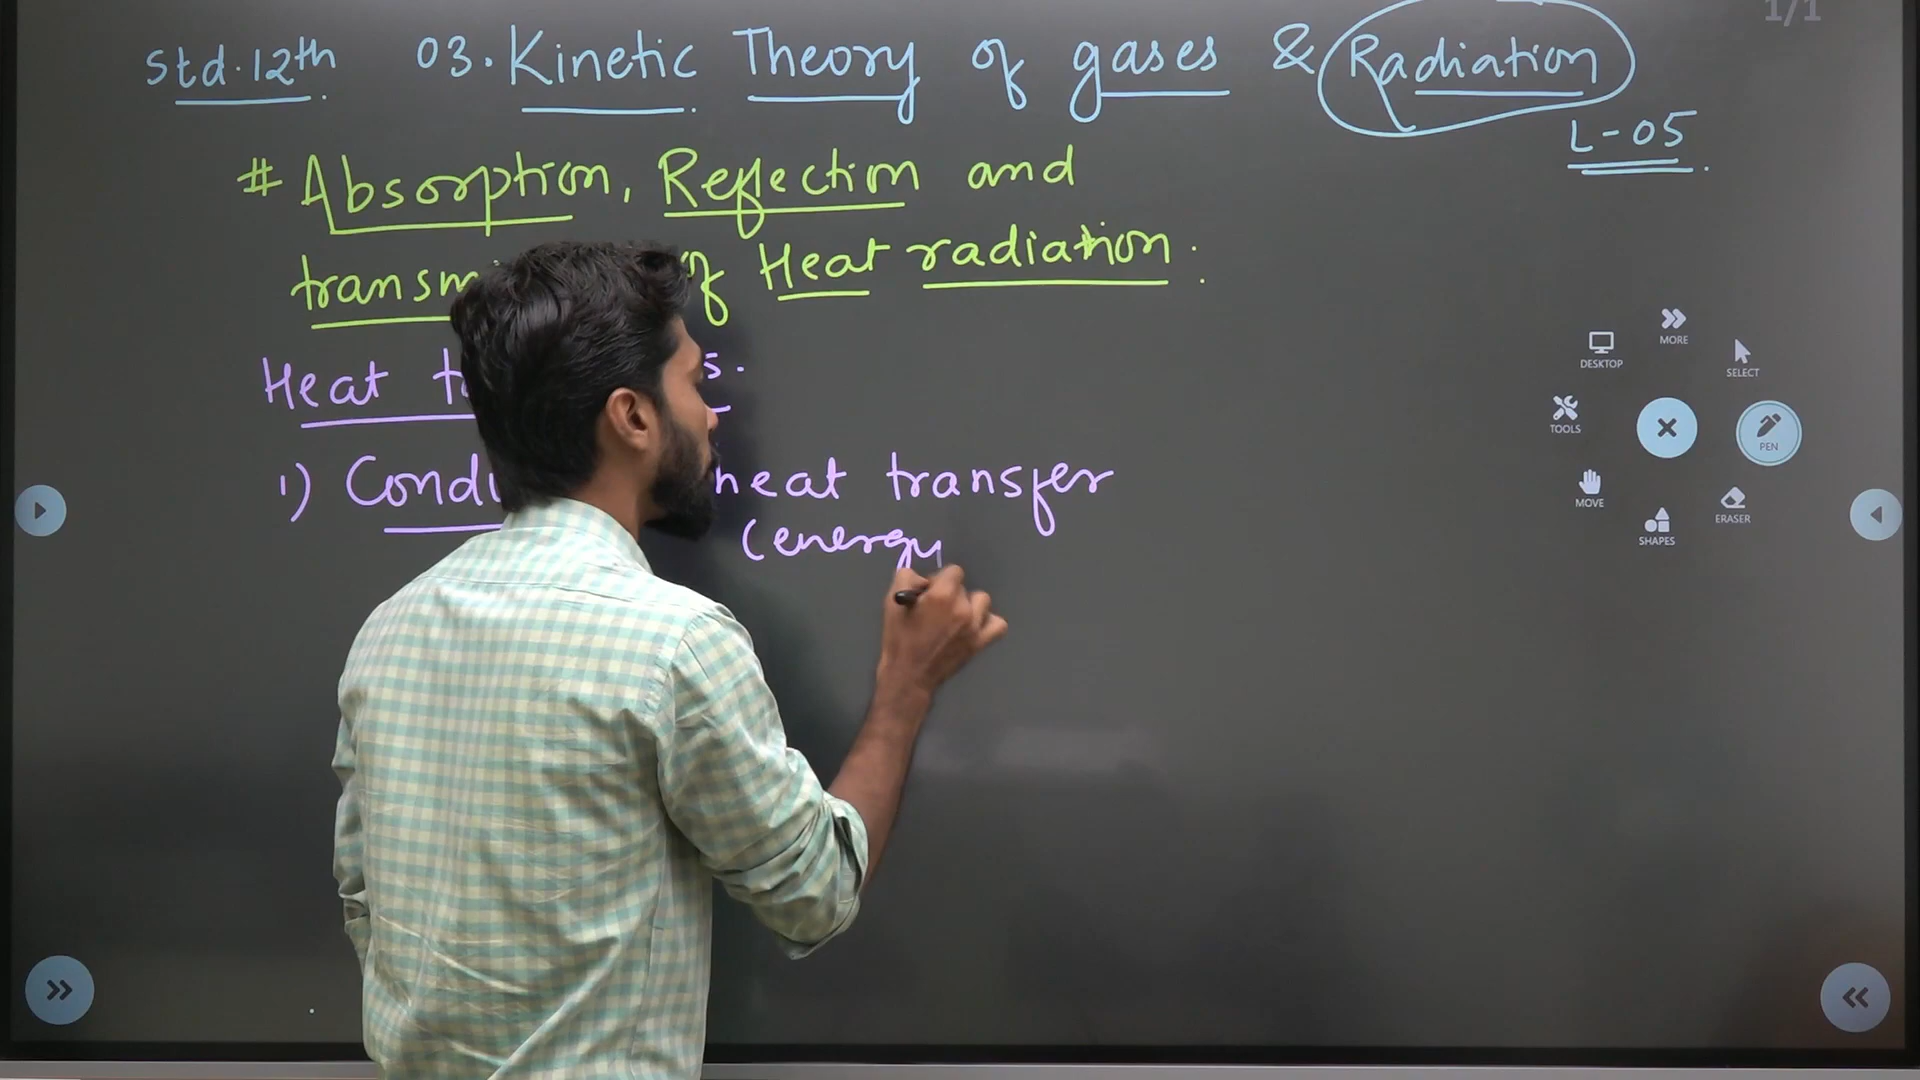 1/1
Std. 12th 03. Kinetic Theory of gases & Radiation
L-05
# Absorption, Reflection and
of Heat radiation.
Heat
1) heat transfer
(energy
DESKTOP
MORE
SELECT
TOOLS
PEN
MOVE
ERASER
SHAPES